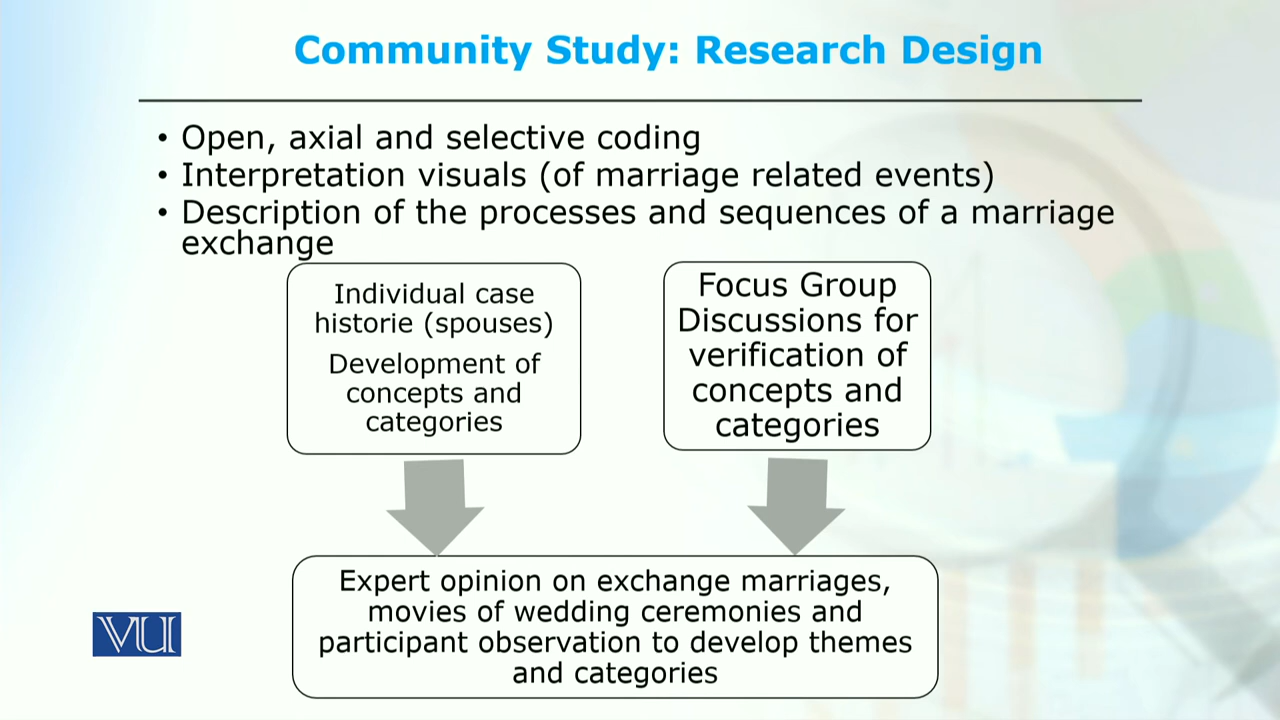 Community Study: Research Design
• Open, axial and selective coding
• Interpretation visuals (of marriage related events)
• Description of the processes and sequences of a marriage
exchange
Individual case
historie (spouses)
Development of
concepts and
categories
Focus Group
Discussions for
verification of
concepts and
categories
Expert opinion on exchange marriages,
movies of wedding ceremonies and
participant observation to develop themes
and categories
VU